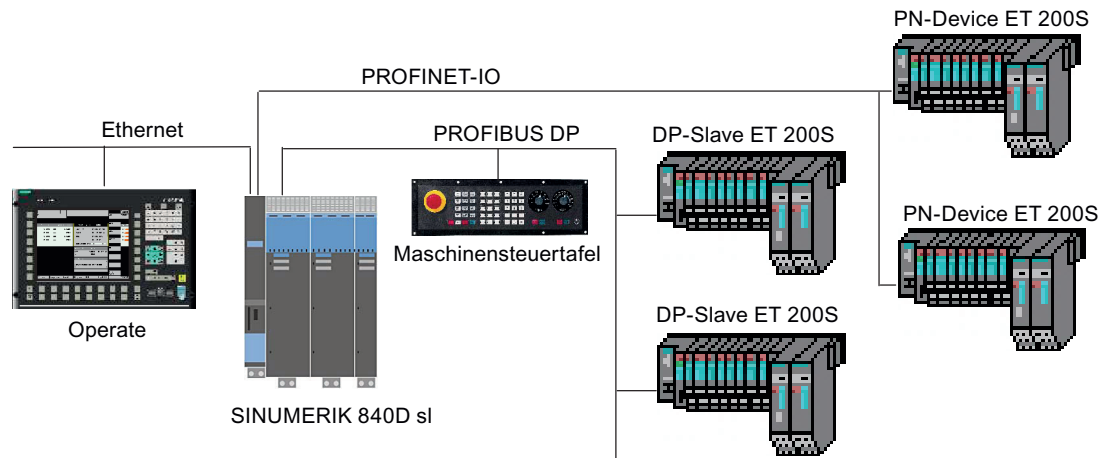 PN-Device ET 200S
PROFINET-IO
Ethernet
PROFIBUS DP
DP-Slave ET 200S
PN-Device ET 200S
Maschinensteuertafel
Operate
DP-Slave ET 200S
SINUMERIK 840D sl